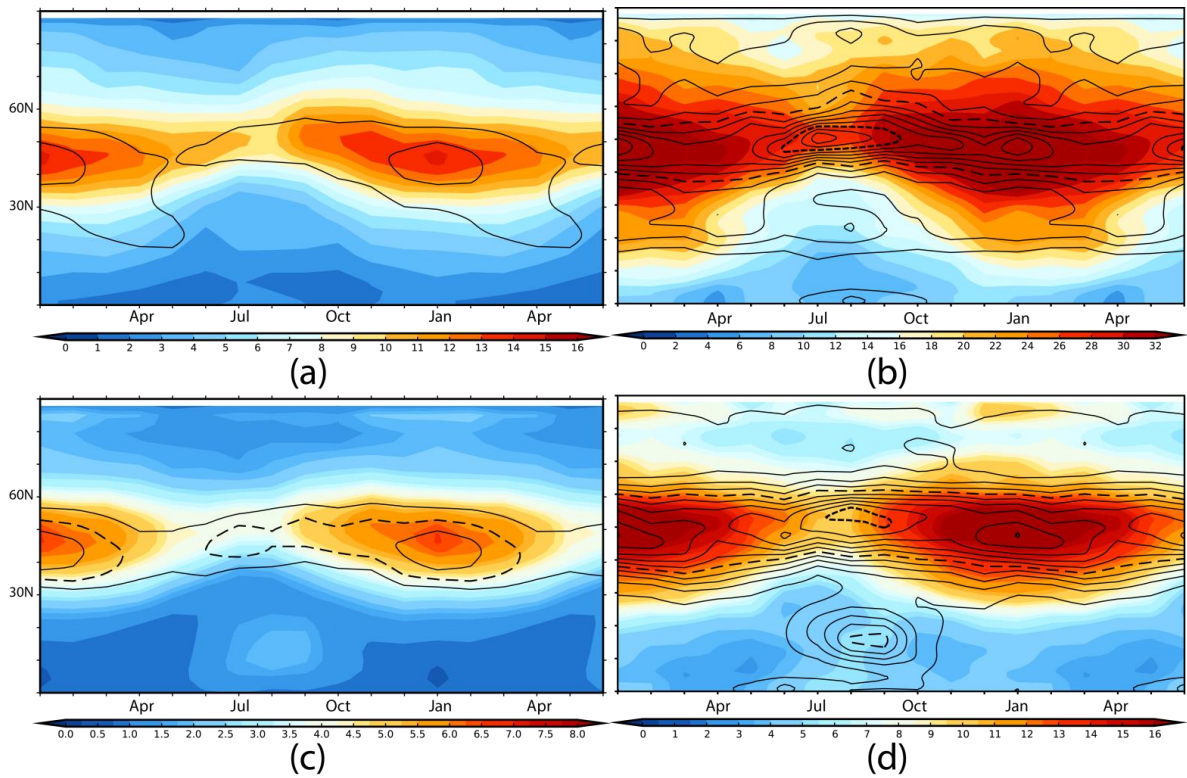 60N
30N
Apr Jul Oct Jan Apr
0 1 2 3 4 5 6 7 8 9 10 11 12 13 14 15 16
(a)
Apr Jul Oct Jan Apr
0 2 4 6 8 10 12 14 16 18 20 22 24 26 28 30 32
(b)
60N
30N
Apr Jul Oct Jan Apr
0.0 0.5 1.0 1.5 2.0 2.5 3.0 3.5 4.0 4.5 5.0 5.5 6.0 6.5 7.0 7.5 8.0
(c)
Apr Jul Oct Jan Apr
0 1 2 3 4 5 6 7 8 9 10 11 12 13 14 15 16
(d)